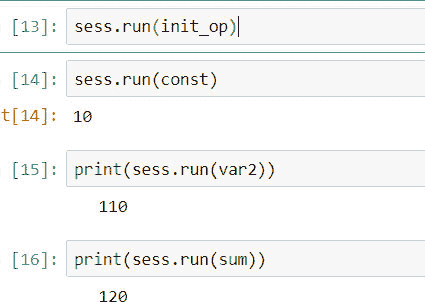 [13]: sess.run(init_op)
[14]: sess.run(const)
t[14]: 10
[15]: print(sess.run(var2))
110
[16]: print(sess.run(sum))
120